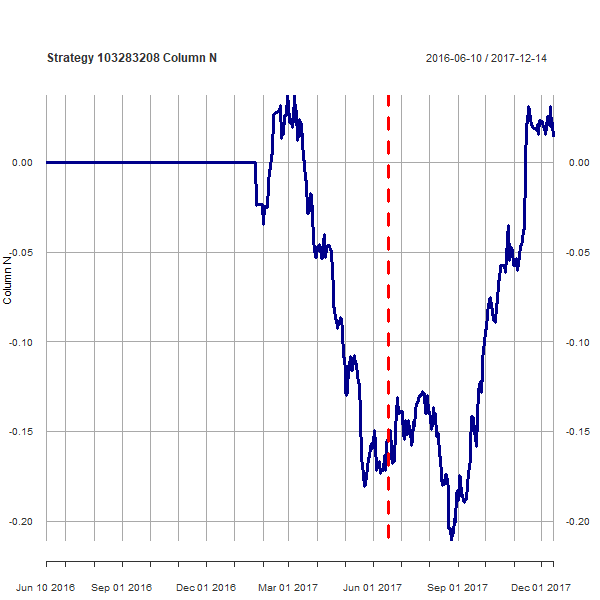 Strategy 103283208 Column N
2016-06-10 / 2017-12-14
0.00 0.00
-0.05 -0.05
Column N
-0.10 -0.10
-0.15 -0.15
-0.20 -0.20
Jun 10 2016 Sep 01 2016 Dec 01 2016 Mar 01 2017 Jun 01 2017 Sep 01 2017 Dec 01 2017